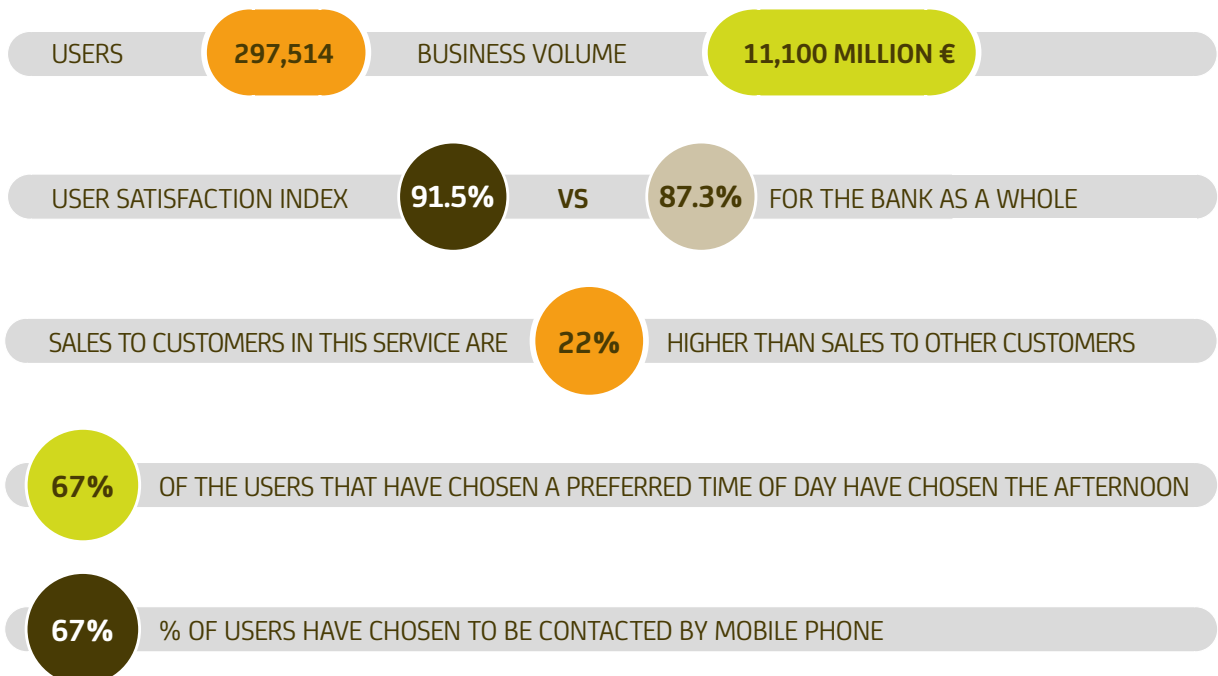 USERS 297,514 BUSINESS VOLUME 11,100 MILLION €
USER SATISFACTION INDEX 91.5% VS 87.3% FOR THE BANK AS A WHOLE
SALES TO CUSTOMERS IN THIS SERVICE ARE 22% HIGHER THAN SALES TO OTHER CUSTOMERS
67% OF THE USERS THAT HAVE CHOSEN A PREFERRED TIME OF DAY HAVE CHOSEN THE AFTERNOON
67% % OF USERS HAVE CHOSEN TO BE CONTACTED BY MOBILE PHONE